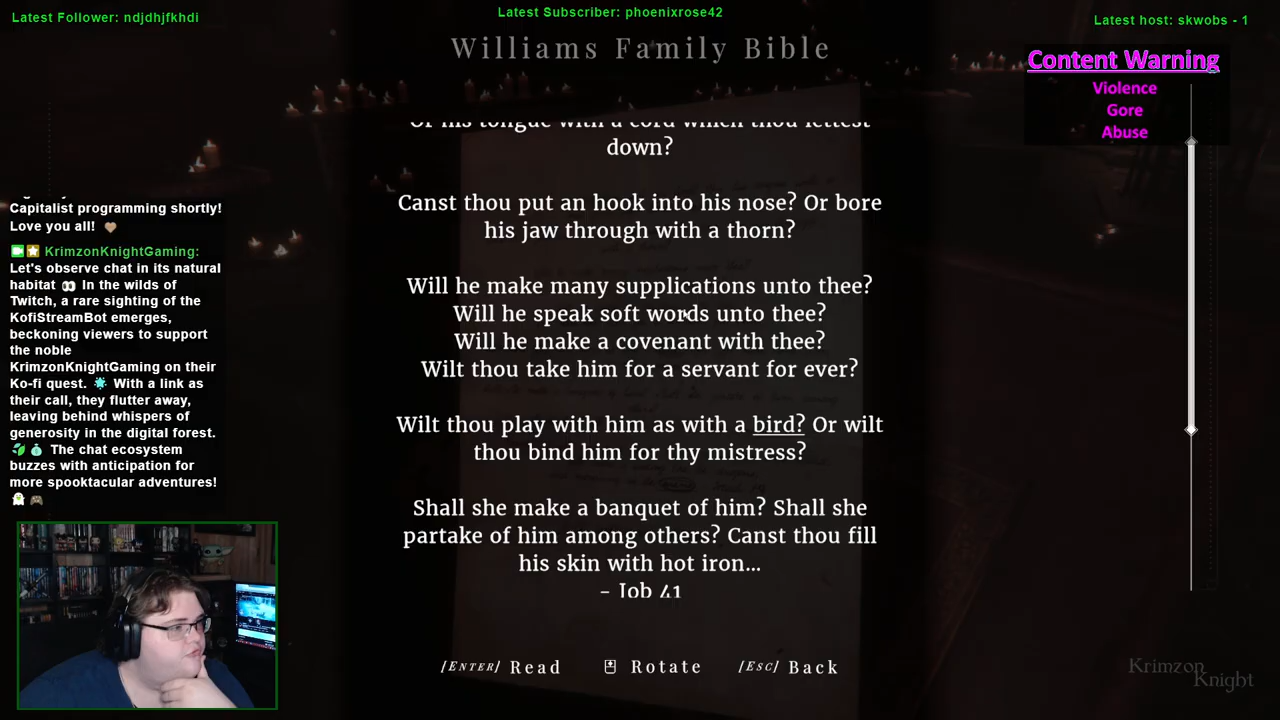 Latest Follower: ndjdhjfkhdi
Latest Subscriber: phoenixrose42
Latest host: skwobs - 1
Williams Family Bible
Content Warning
Violence
Gore
Abuse
Or his tongue with a cord which thou lettest
down?
Canst thou put an hook into his nose? Or bore
his jaw through with a thorn?
Will he make many supplications unto thee?
Will he speak soft words unto thee?
Will he make a covenant with thee?
Wilt thou take him for a servant for ever?
Wilt thou play with him as with a bird? Or wilt
thou bind him for thy mistress?
Shall she make a banquet of him? Shall she
partake of him among others? Canst thou fill
his skin with hot iron...
- Job 41
Capitalist programming shortly!
Love you all!
KrimzonKnightGaming:
Let's observe chat in its natural
habitat 👀 In the wilds of
Twitch, a rare sighting of the
KofiStreamBot emerges,
beckoning viewers to support
the noble
KrimzonKnightGaming on their
Ko-fi quest. With a link as
their call, they flutter away,
leaving behind whispers of
generosity in the digital forest.
🌿 💰 The chat ecosystem
buzzes with anticipation for
more spooktacular adventures!
👻 🎮
/ENTER/ Read
Rotate
/ESC/ Back
Krimzon
Knight